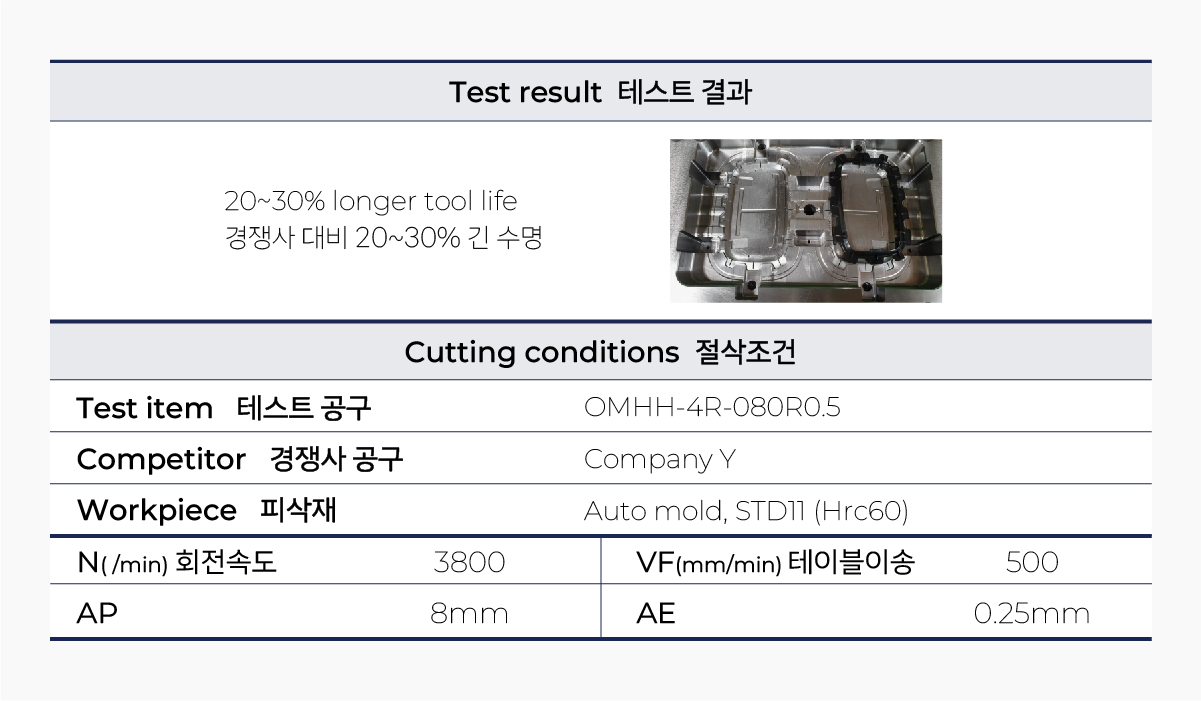 Test result 테스트 결과
20~30% longer tool life
경쟁사 대비 20~30% 긴 수명
Cutting conditions 절삭조건
Test item 테스트 공구 OMHH-4R-080R0.5
Competitor 경쟁사 공구 Company Y
Workpiece 피삭재 Auto mold, STD11 (Hrc60)
N( /min) 회전속도 3800 VF(mm/min) 테이블이송 500
AP 8mm AE 0.25mm